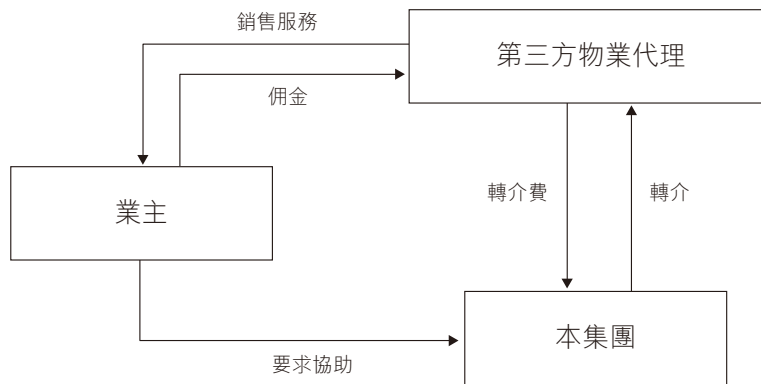 銷售服務
第三方物業代理
佣金
業主
轉介費
轉介
本集團
要求協助